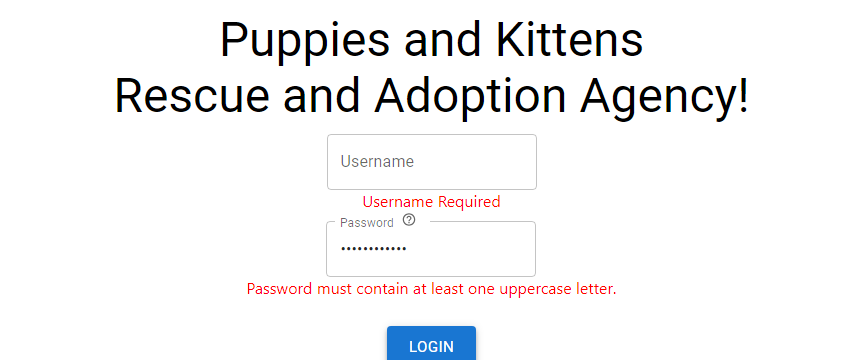 Puppies and Kittens
Rescue and Adoption Agency!
Username
Username Required
Password ?
••••••••••••
Password must contain at least one uppercase letter.
LOGIN